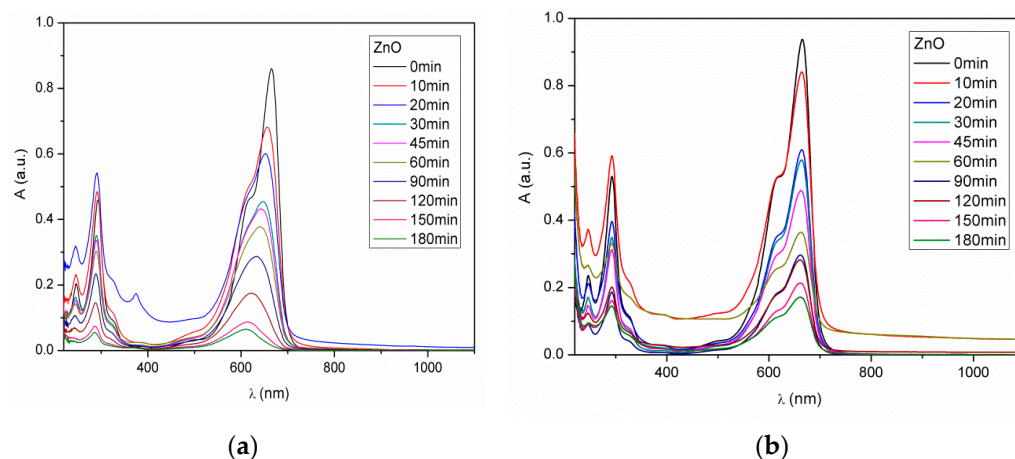 1.0
0.8
0.6
0.4
0.2
0.0
A (a.u.)
400
600
800
1000
λ (nm)
ZnO
0min
10min
20min
30min
45min
60min
90min
120min
150min
180min
(a)
1.0
0.8
0.6
0.4
0.2
0.0
A (a.u.)
400
600
800
1000
λ (nm)
ZnO
0min
10min
20min
30min
45min
60min
90min
120min
150min
180min
(b)